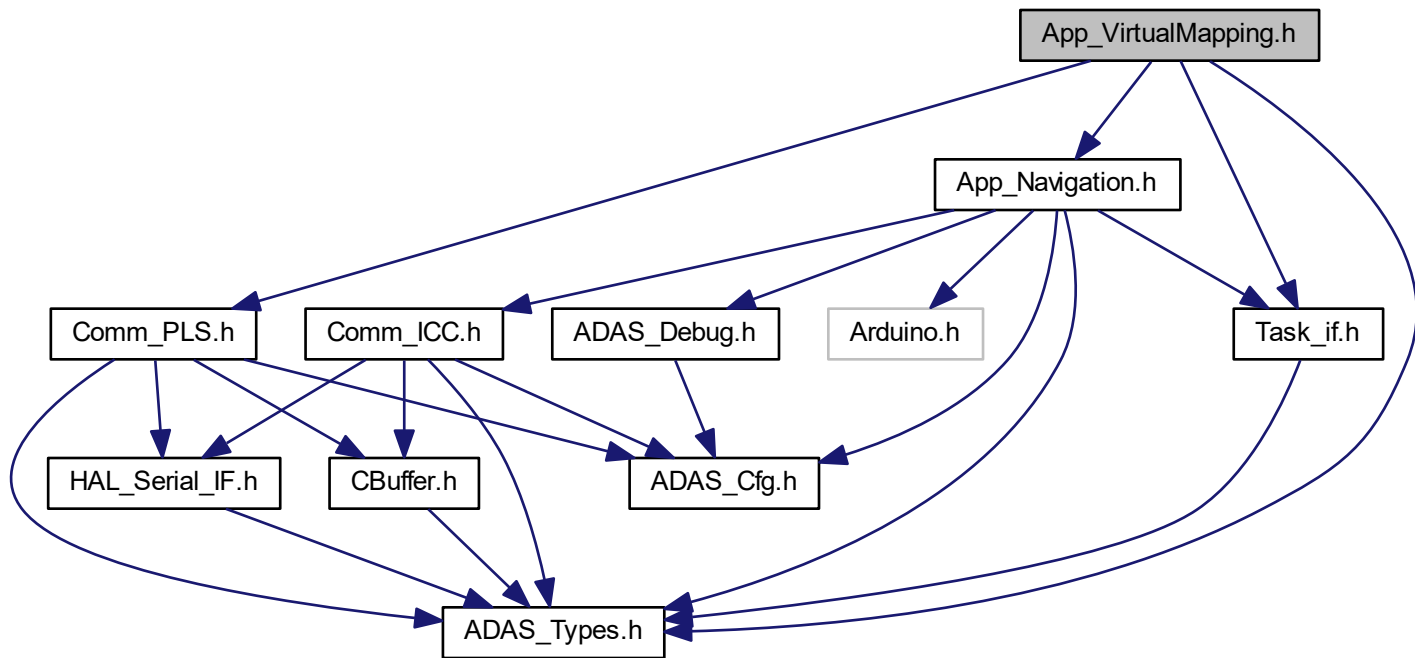 App_VirtualMapping.h
App_Navigation.h
Comm_PLS.h
Comm_ICC.h
ADAS_Debug.h
Arduino.h
Task_if.h
HAL_Serial_IF.h
CBuffer.h
ADAS_Cfg.h
ADAS_Types.h